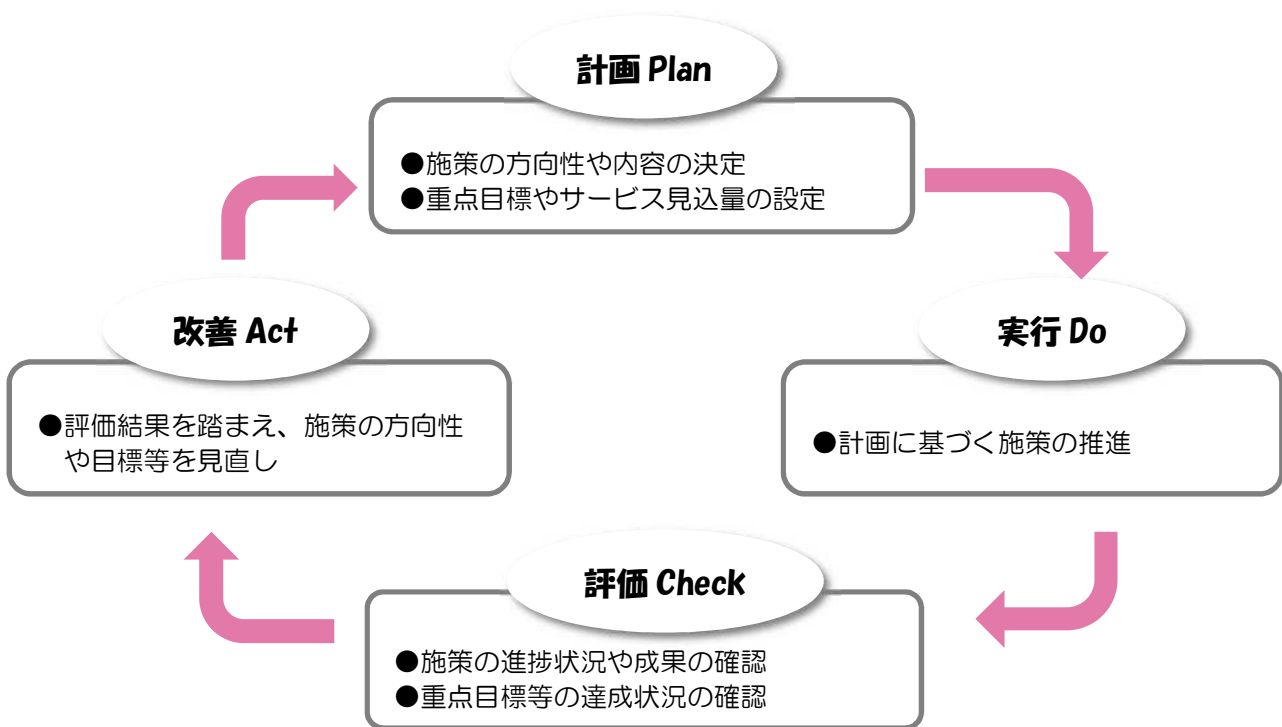 計画 Plan
●施策の方向性や内容の決定
●重点目標やサービス見込量の設定
改善 Act
●評価結果を踏まえ、施策の方向性
や目標等を見直し
実行 Do
●計画に基づく施策の推進
評価 Check
●施策の進捗状況や成果の確認
●重点目標等の達成状況の確認